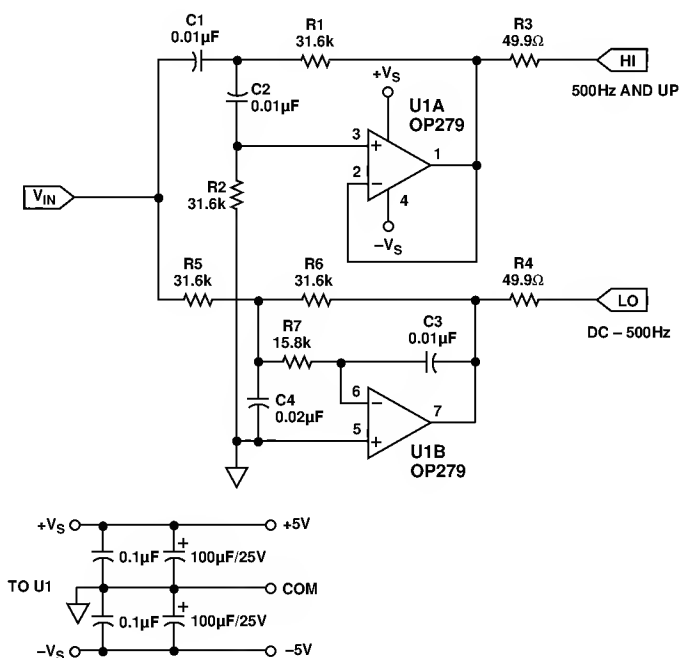 C1
0.01µF
R1
31.6k
R3
49.9Ω
HI
500Hz AND UP
C2
0.01µF
+VS
U1A
OP279
3
+
1
2
−
4
−VS
R2
31.6k
VIN
R5
31.6k
R6
31.6k
R4
49.9Ω
LO
DC – 500Hz
R7
15.8k
C3
0.01µF
C4
0.02µF
6
−
7
5
+
U1B
OP279
+VS
+5V
0.1µF
+
100µF/25V
TO U1
COM
0.1µF
+
100µF/25V
−VS
−5V